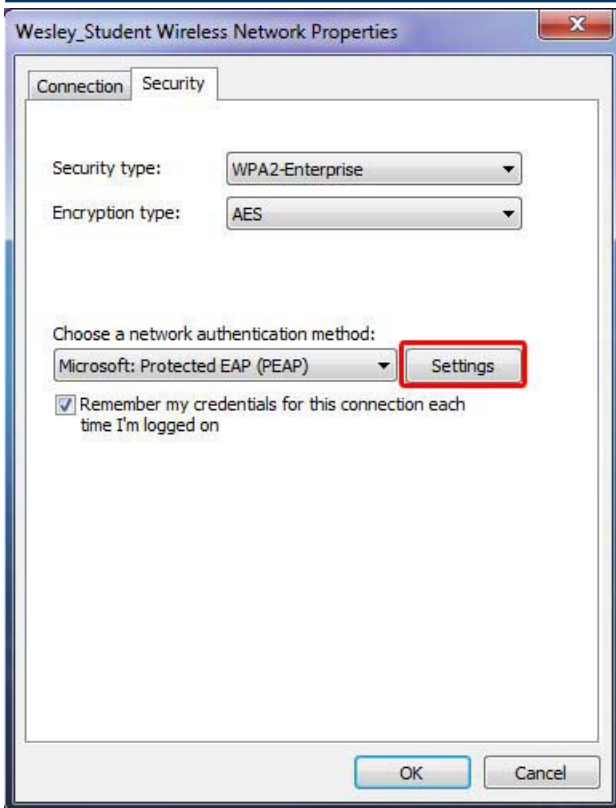 Wesley_Student Wireless Network Properties
Connection Security
Security type: WPA2-Enterprise
Encryption type: AES
Choose a network authentication method:
Microsoft: Protected EAP (PEAP) Settings
Remember my credentials for this connection each
time I'm logged on
OK Cancel